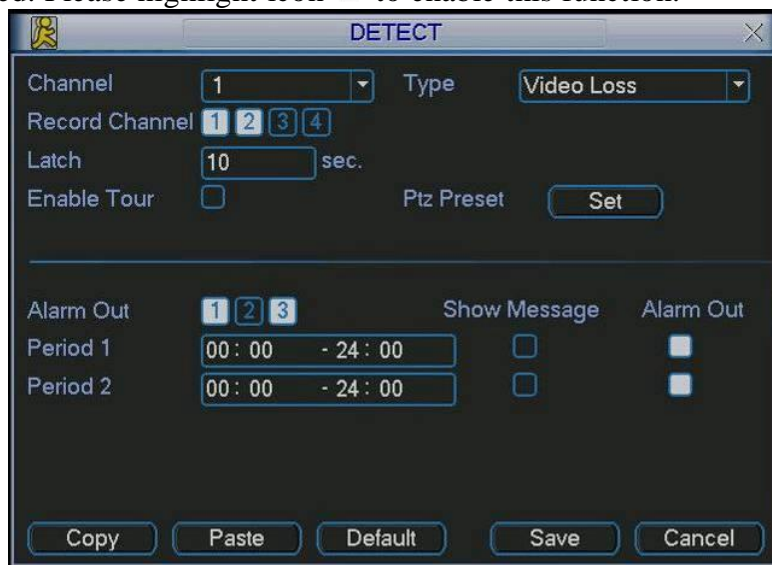 ed. Please highlight icon to enable this function.
DETECT
Channel 1 Type Video Loss
Record Channel 1 2 3 4
Latch 10 sec.
Enable Tour Ptz Preset Set
Alarm Out 1 2 3 Show Message Alarm Out
Period 1 00 : 00 - 24 : 00
Period 2 00 : 00 - 24 : 00
Copy Paste Default Save Cancel